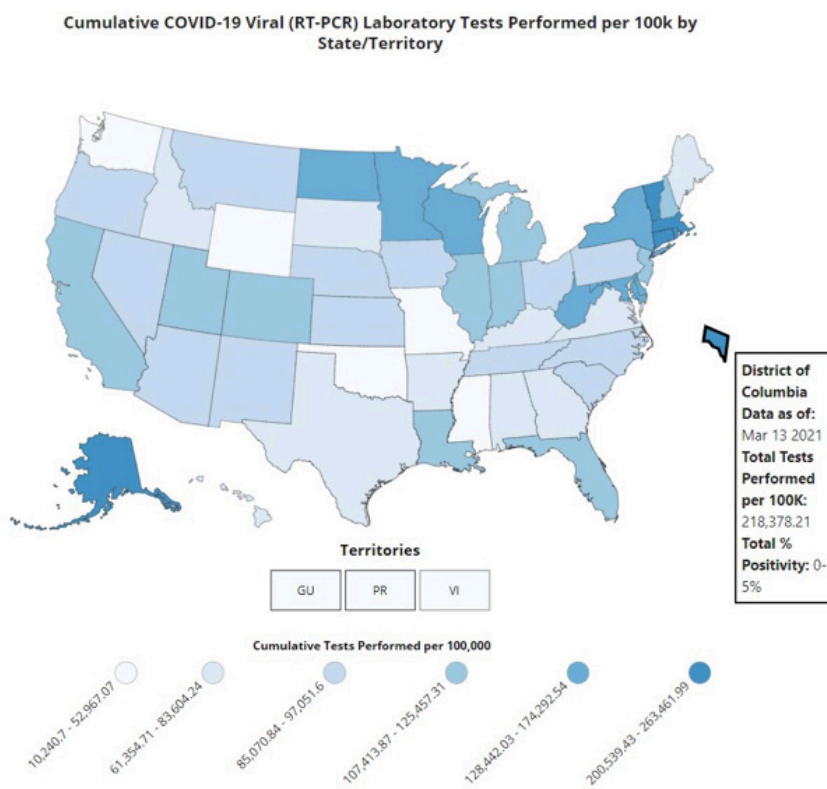 Cumulative COVID-19 Viral (RT-PCR) Laboratory Tests Performed per 100k by
State/Territory
District of
Columbia
Data as of:
Mar 13 2021
Total Tests
Performed
per 100K:
218,378.21
Total %
Positivity: 0-
5%
Territories
GU
PR
VI
Cumulative Tests Performed per 100,000
10,240.7 - 52,967.07
61,354.71 - 83,604.24
85,070.84 - 97,051.6
107,413.87 - 125,457.31
128,442.03 - 174,292.54
200,539.43 - 263,461.99